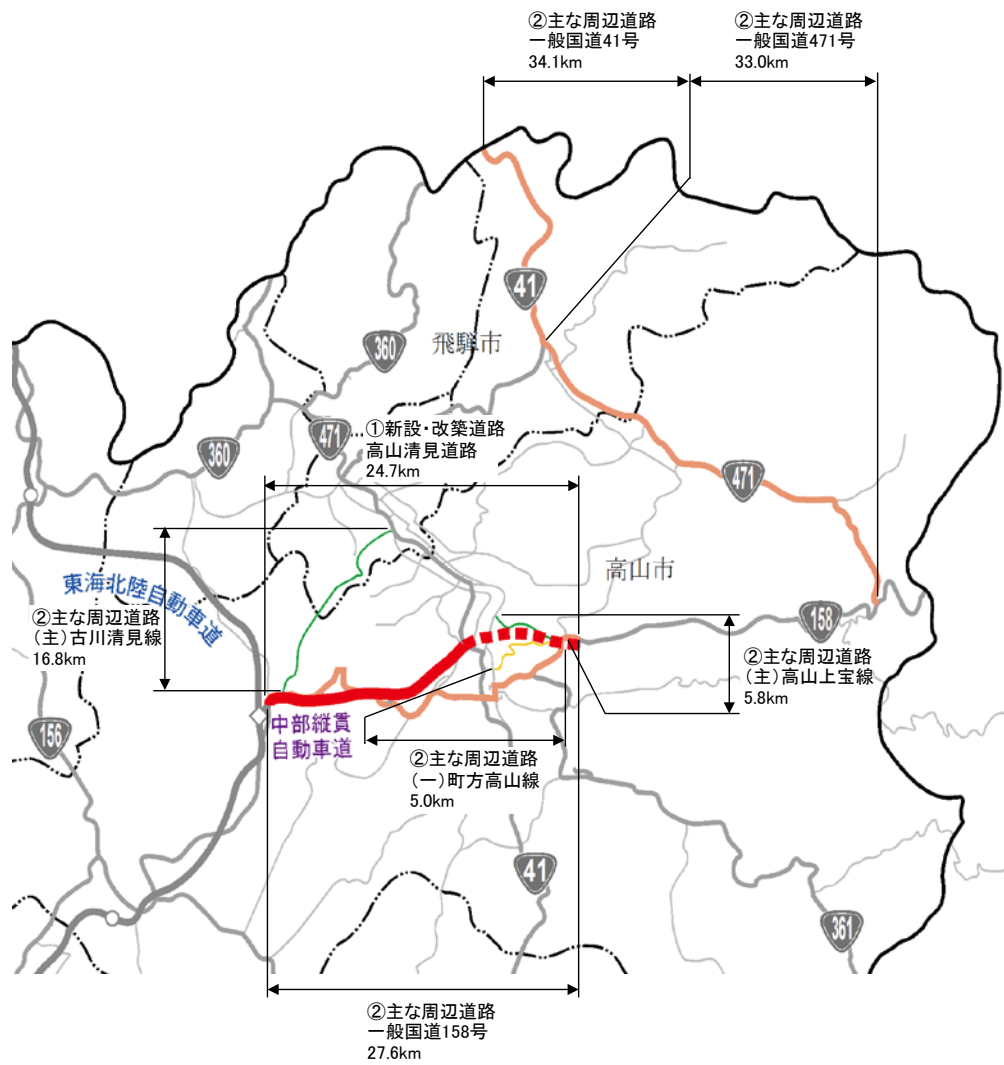 ②主な周辺道路
一般国道41号
34.1km
②主な周辺道路
一般国道471号
33.0km
41
360
飛騨市
471
360
①新設・改築道路
高山清見道路
24.7km
471
高山市
東海北陸自動車道
②主な周辺道路
(主)古川清見線
16.8km
158
②主な周辺道路
(主)高山上宝線
5.8km
156
中部縦貫
自動車道
②主な周辺道路
(一)町方高山線
5.0km
41
361
②主な周辺道路
一般国道158号
27.6km